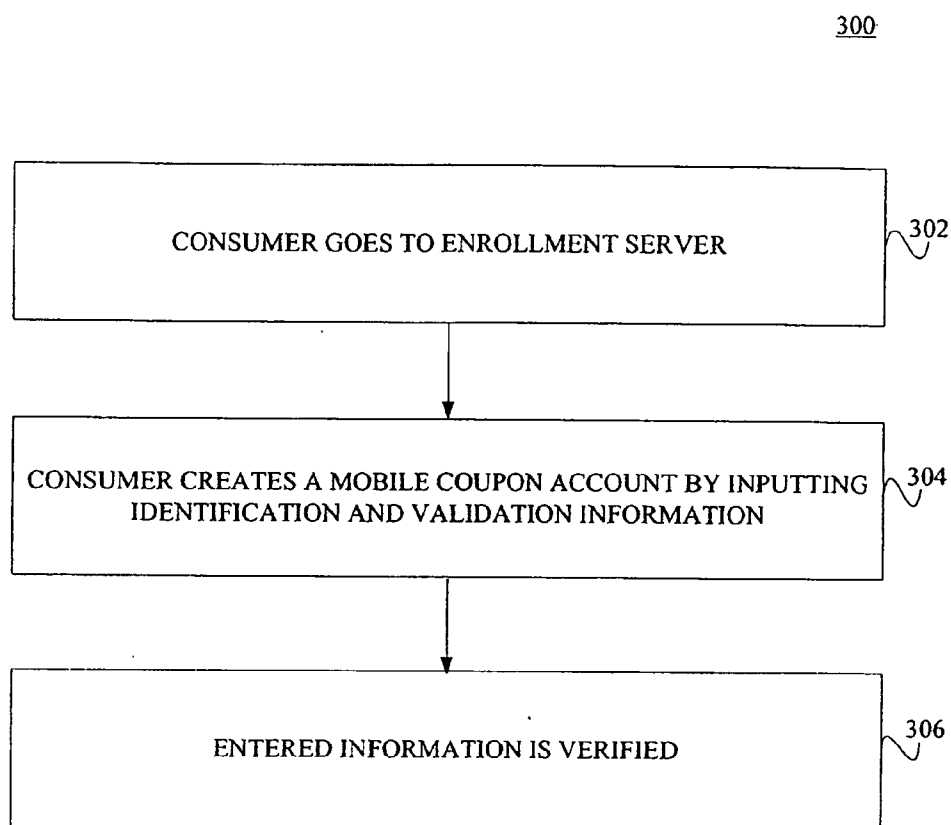 300
CONSUMER GOES TO ENROLLMENT SERVER
302
CONSUMER CREATES A MOBILE COUPON ACCOUNT BY INPUTTING
IDENTIFICATION AND VALIDATION INFORMATION
304
ENTERED INFORMATION IS VERIFIED
306